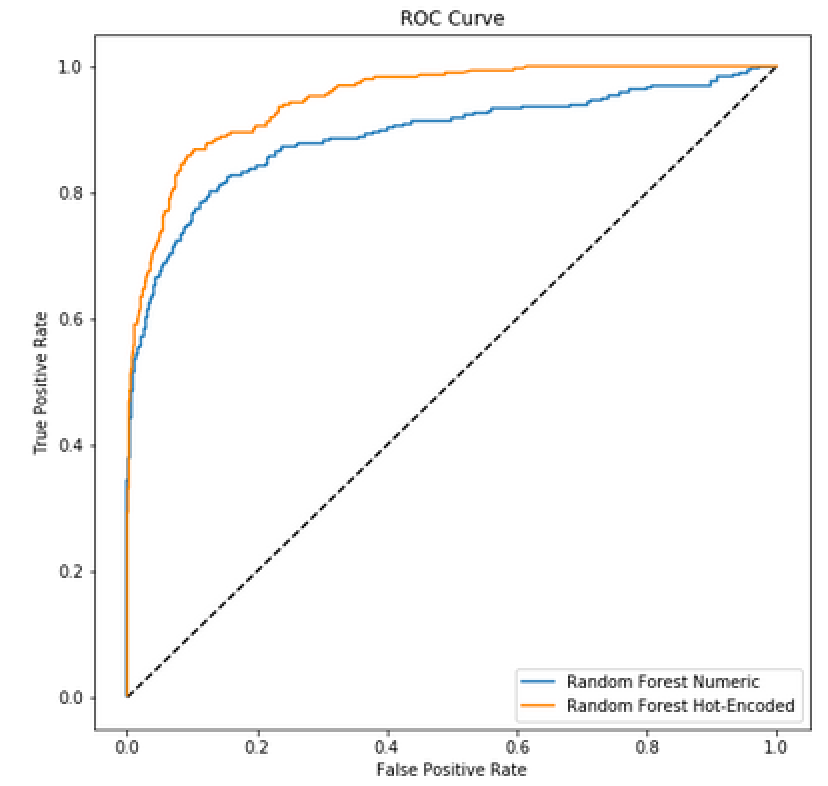 ROC Curve
1.0
0.8
0.6
0.4
0.2
0.0
True Positive Rate
0.0 0.2 0.4 0.6 0.8 1.0
False Positive Rate
Random Forest Numeric
Random Forest Hot-Encoded